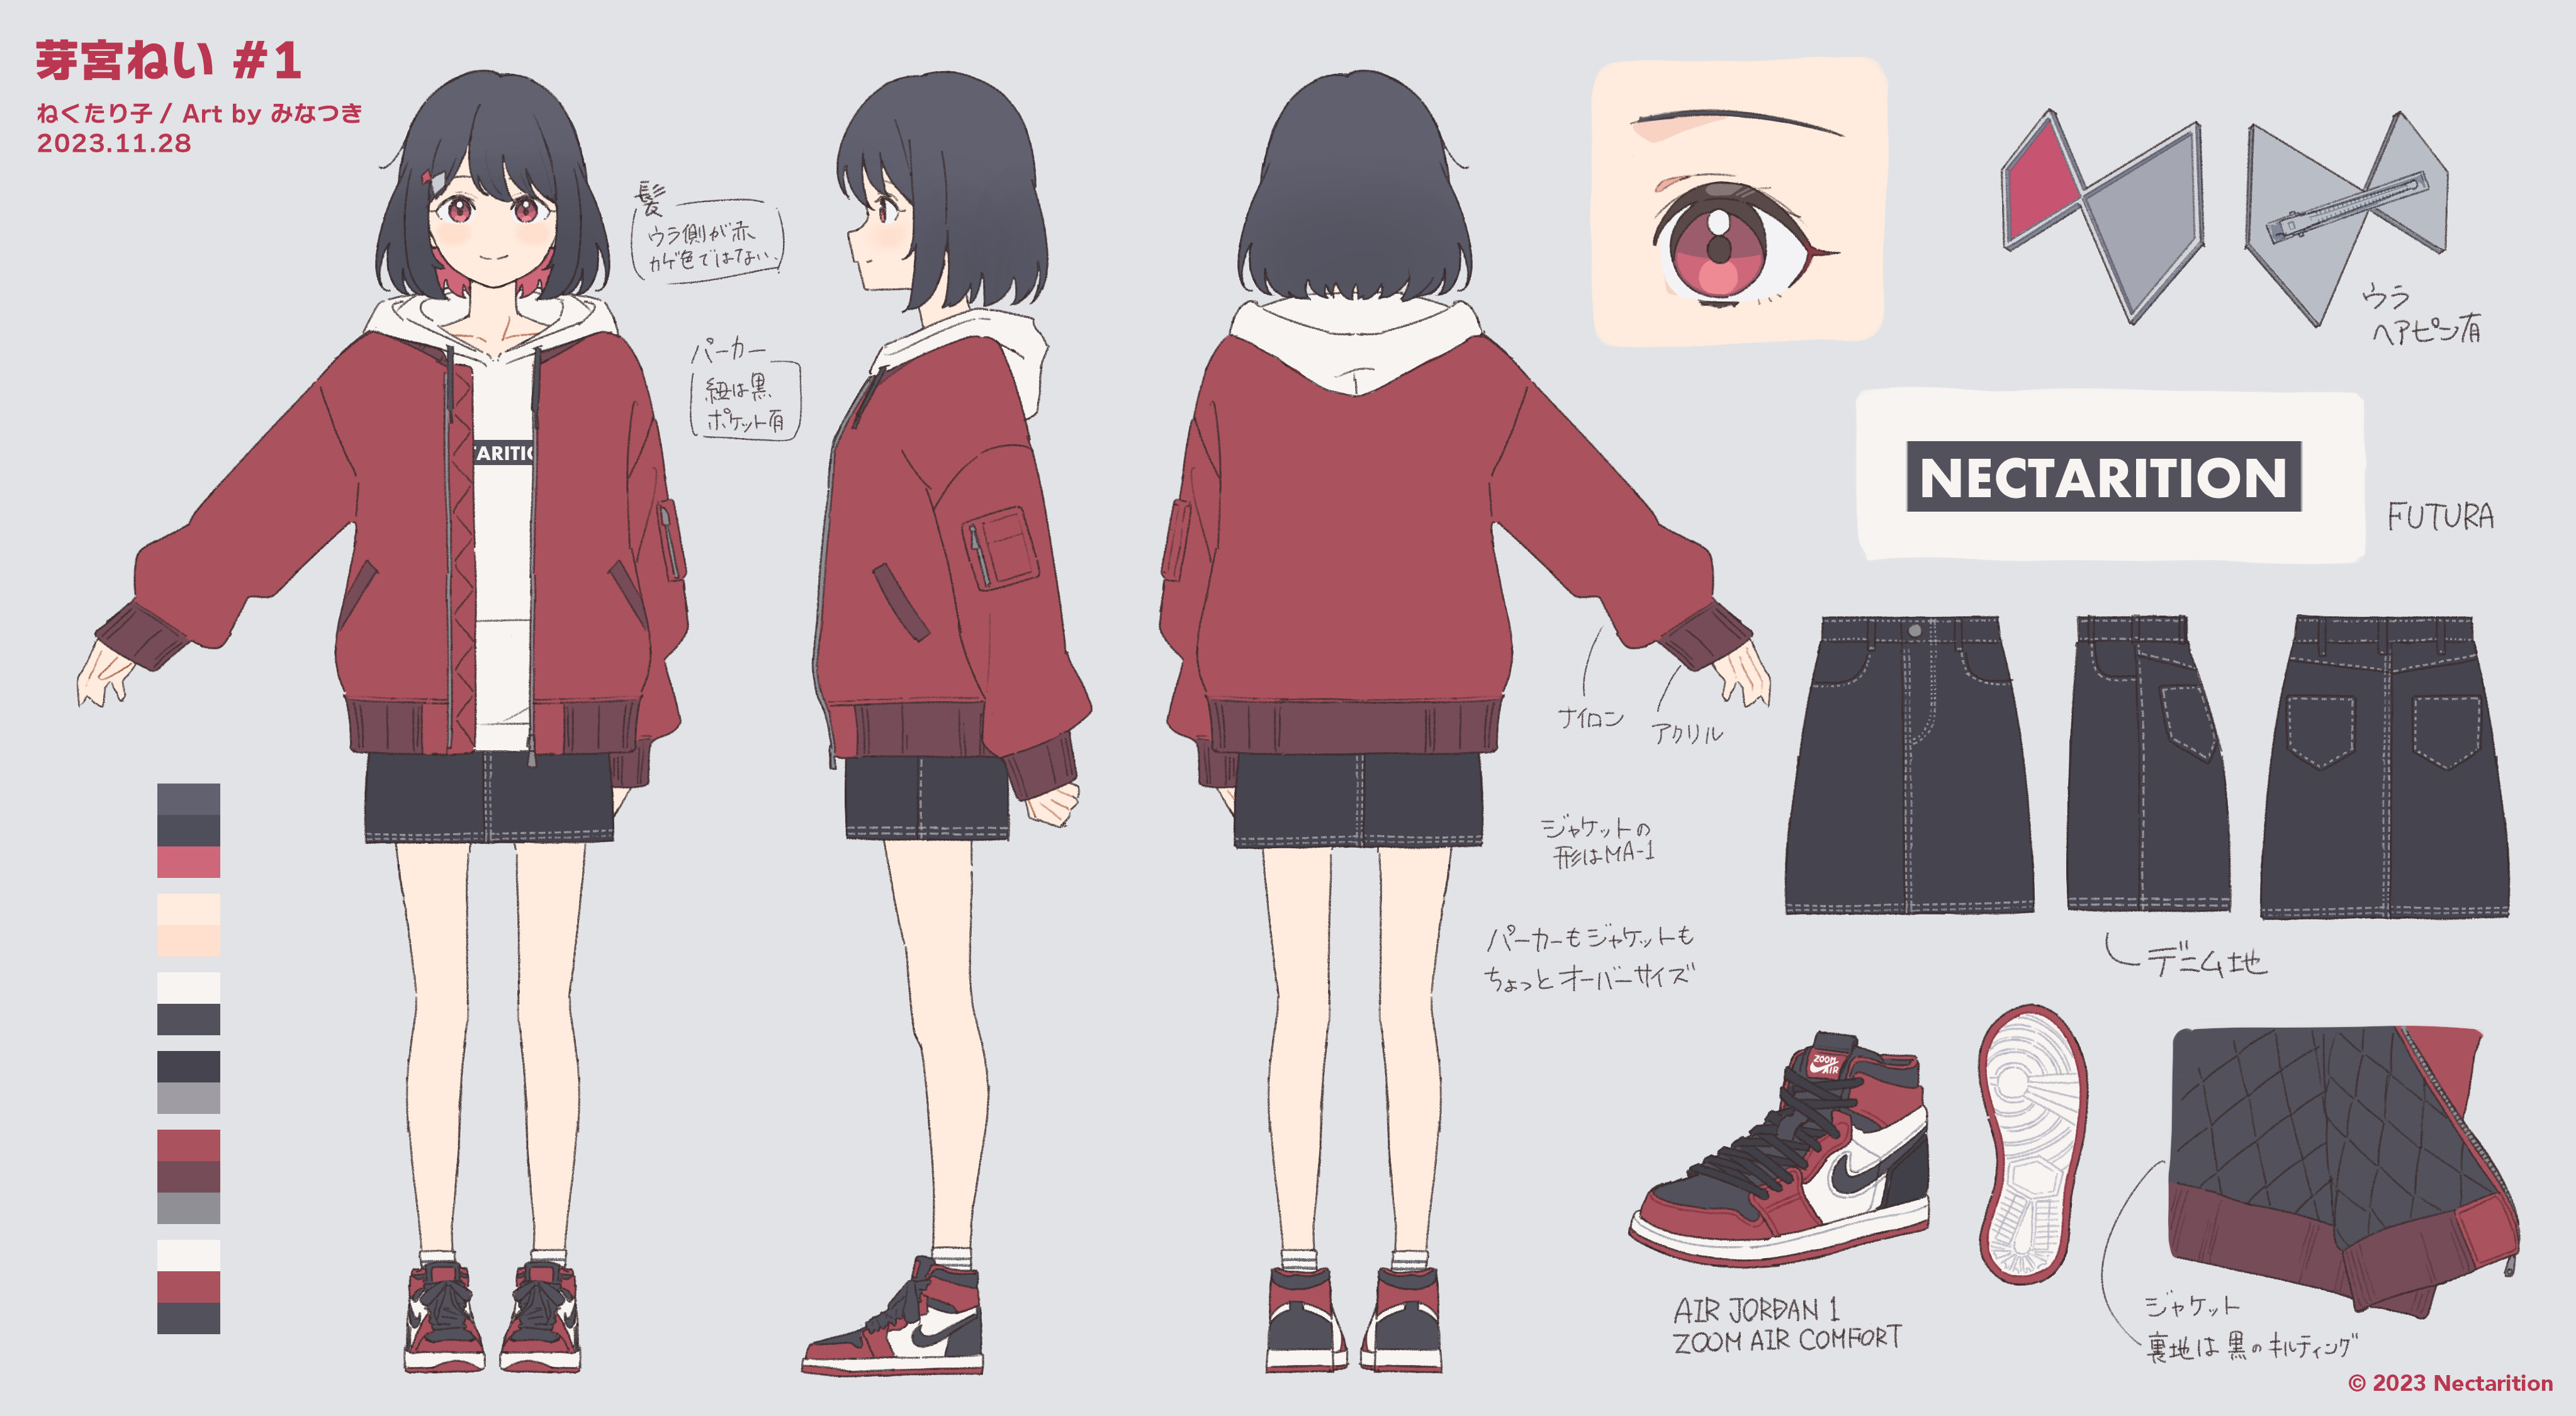 芽宮ねい #1
ねくたり子 / Art by みなつき
2023.11.28
髪
ウラ側が赤
カゲ色ではない、
パーカー
紐は黒
ポケット有
TARITIO
ウラ
ヘアピン有
NECTARITION
FUTURA
ナイロン
アクリル
ジャケットの
形はMA-1
パーカーもジャケットも
ちょっとオーバーサイズ
デニム地
ZOOM
AIR
AIR JORDAN 1
ZOOM AIR COMFORT
ジャケット
裏地は黒のキルティング
© 2023 Nectarition